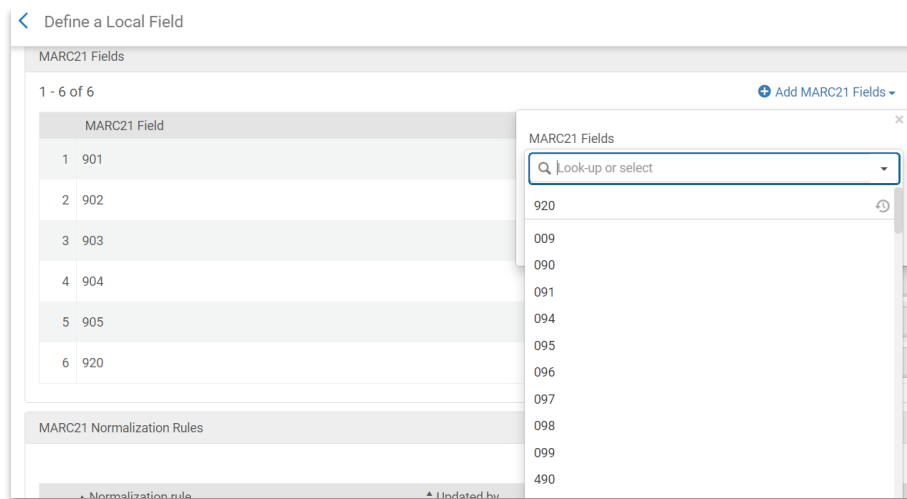 Define a Local Field
MARC21 Fields
1 - 6 of 6
Add MARC21 Fields
MARC21 Field
1 901
2 902
3 903
4 904
5 905
6 920
MARC21 Fields
Look-up or select
920
009
090
091
094
095
096
097
098
099
490
MARC21 Normalization Rules
Normalization rule
Updated by